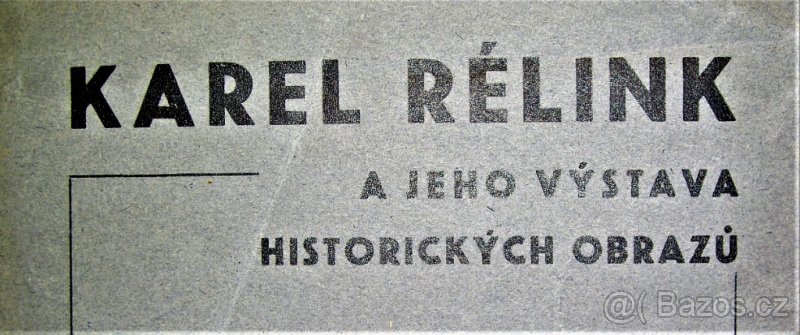 KAREL RÉLINK
A JEHO VÝSTAVA
HISTORICKÝCH OBRAZŮ
@( Bazos.cz